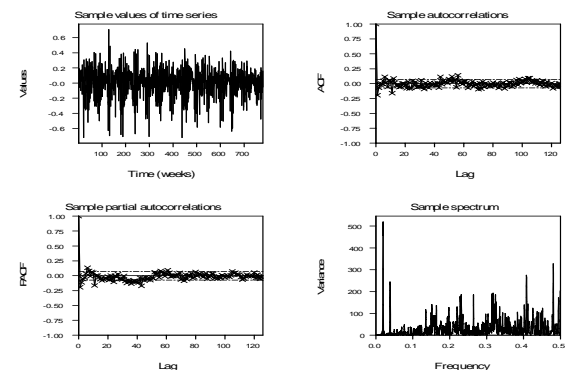 Sample values of time series
Values
0.6
0.4
0.2
-0.0
-0.2
-0.4
-0.6
100 200 300 400 500 600 700
Time (weeks)
Sample autocorrelations
ACF
1.00
0.75
0.50
0.25
0.00
-0.25
-0.50
-0.75
-1.00
0 20 40 60 80 100 120
Lag
Sample partial autocorrelations
PACF
1.00
0.75
0.50
0.25
0.00
-0.25
-0.50
-0.75
-1.00
0 20 40 60 80 100 120
Lag
Sample spectrum
Variance
500
400
300
200
100
0
0.0 0.1 0.2 0.3 0.4 0.5
Frequency